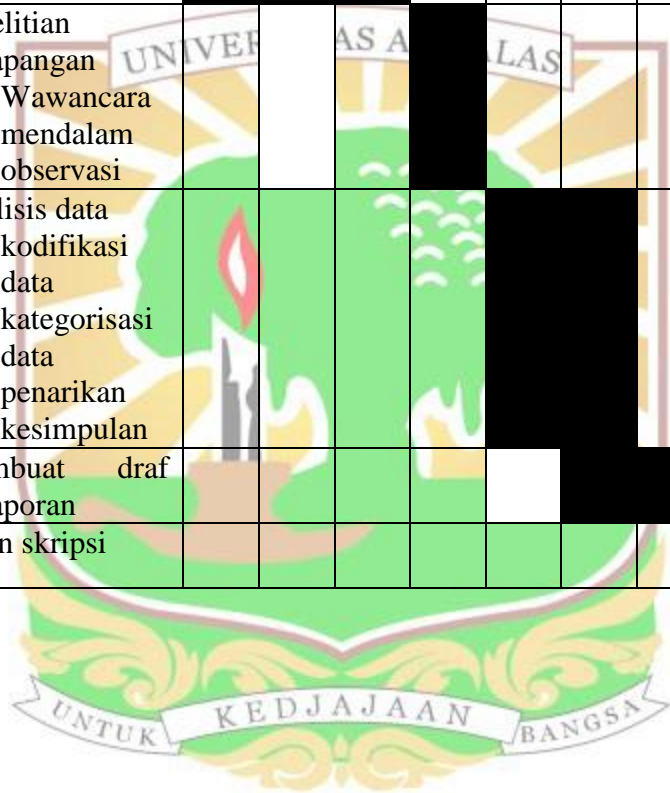 elitian
apangan
Wawancara
mendalam
observasi
lisis data
kodifikasi
data
kategorisasi
data
penarikan
kesimpulan
nbuat draf
aporan
n skripsi
UNIVER AS A LAS
UNTUK KEDJAJAAN BANGSA